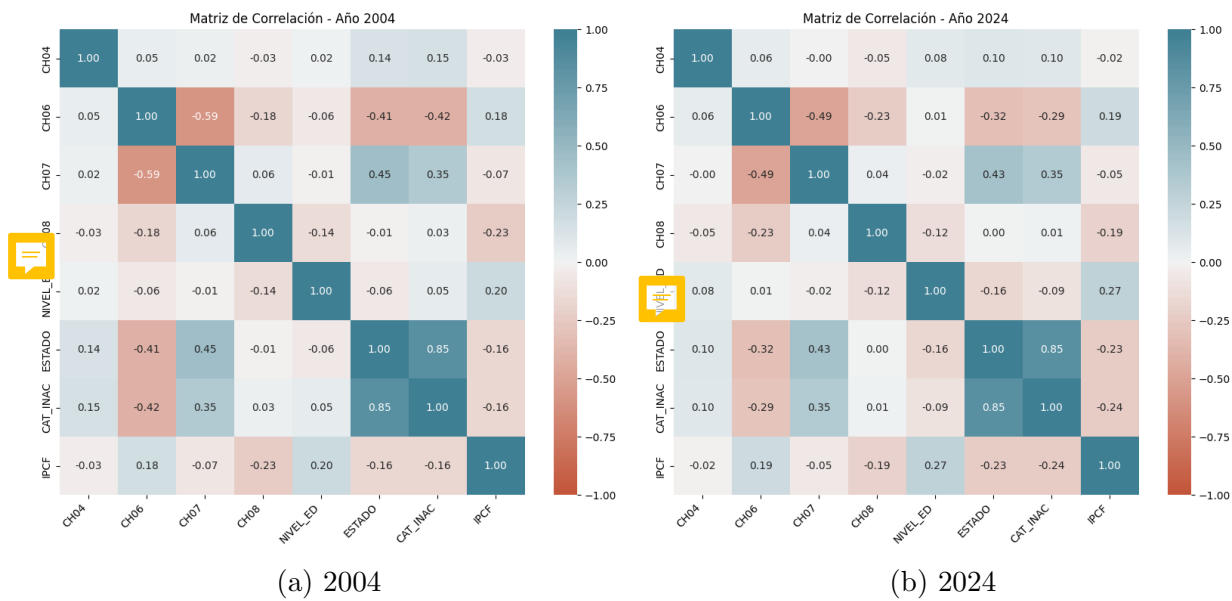 Matriz de Correlación - Año 2004
CH04 1.00 0.05 0.02 -0.03 0.02 0.14 0.15 -0.03
CH06 0.05 1.00 -0.59 -0.18 -0.06 -0.41 -0.42 0.18
CH07 0.02 -0.59 1.00 0.06 -0.01 0.45 0.35 -0.07
-0.03 -0.18 0.06 1.00 -0.14 -0.01 0.03 -0.23
0.02 -0.06 -0.01 -0.14 1.00 -0.06 0.05 0.20
ESTADO 0.14 -0.41 0.45 -0.01 -0.06 1.00 0.85 -0.16
CAT_INAC 0.15 -0.42 0.35 0.03 0.05 0.85 1.00 -0.16
IPCF -0.03 0.18 -0.07 -0.23 0.20 -0.16 -0.16 1.00
CH04 CH06 CH07 CH08 NIVEL_ED ESTADO CAT_INAC IPCF
1.00
0.75
0.50
0.25
0.00
−0.25
−0.50
−0.75
−1.00
(a) 2004
Matriz de Correlación - Año 2024
CH04 1.00 0.06 -0.00 -0.05 0.08 0.10 0.10 -0.02
CH06 0.06 1.00 -0.49 -0.23 0.01 -0.32 -0.29 0.19
CH07 -0.00 -0.49 1.00 0.04 -0.02 0.43 0.35 -0.05
CH08 -0.05 -0.23 0.04 1.00 -0.12 0.00 0.01 -0.19
0.08 0.01 -0.02 -0.12 1.00 -0.16 -0.09 0.27
ESTADO 0.10 -0.32 0.43 0.00 -0.16 1.00 0.85 -0.23
CAT_INAC 0.10 -0.29 0.35 0.01 -0.09 0.85 1.00 -0.24
IPCF -0.02 0.19 -0.05 -0.19 0.27 -0.23 -0.24 1.00
CH04 CH06 CH07 CH08 NIVEL_ED ESTADO CAT_INAC IPCF
1.00
0.75
0.50
0.25
0.00
−0.25
−0.50
−0.75
−1.00
(b) 2024